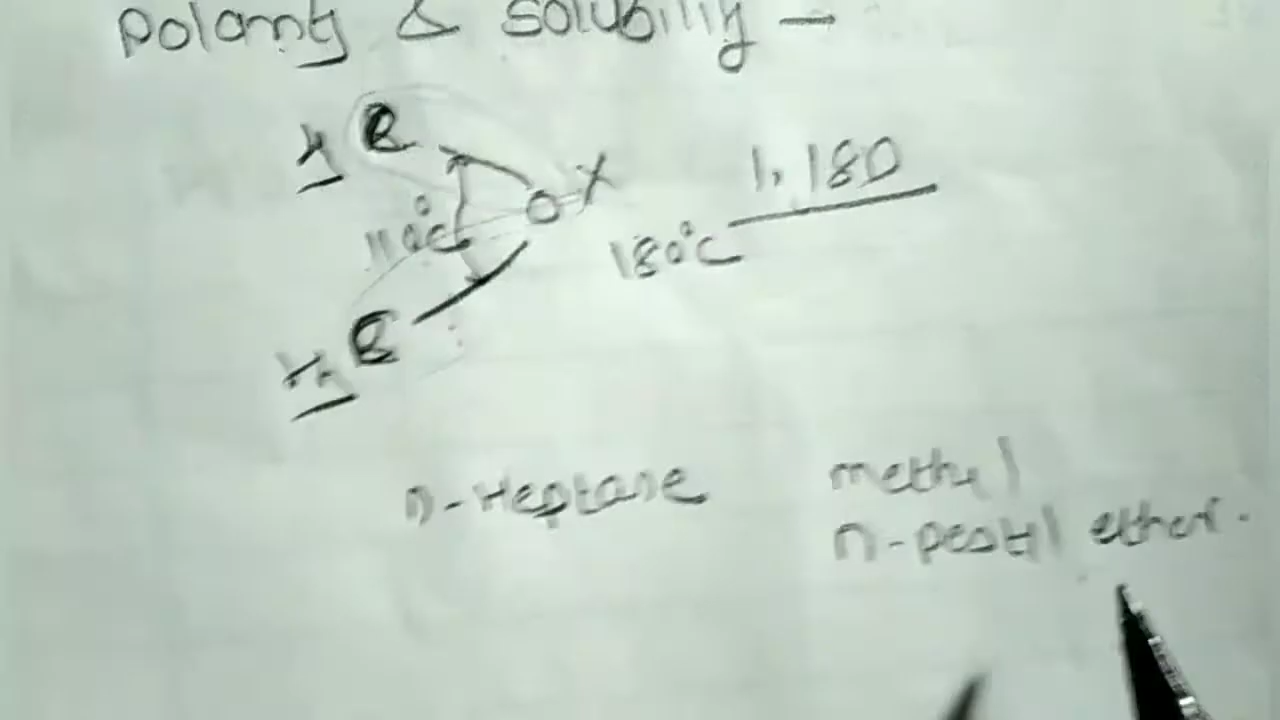 Polarity & Solubility –
R
O
1.180
110°C
180°C
R
n-Heptane
methyl
n-pentyl ether.